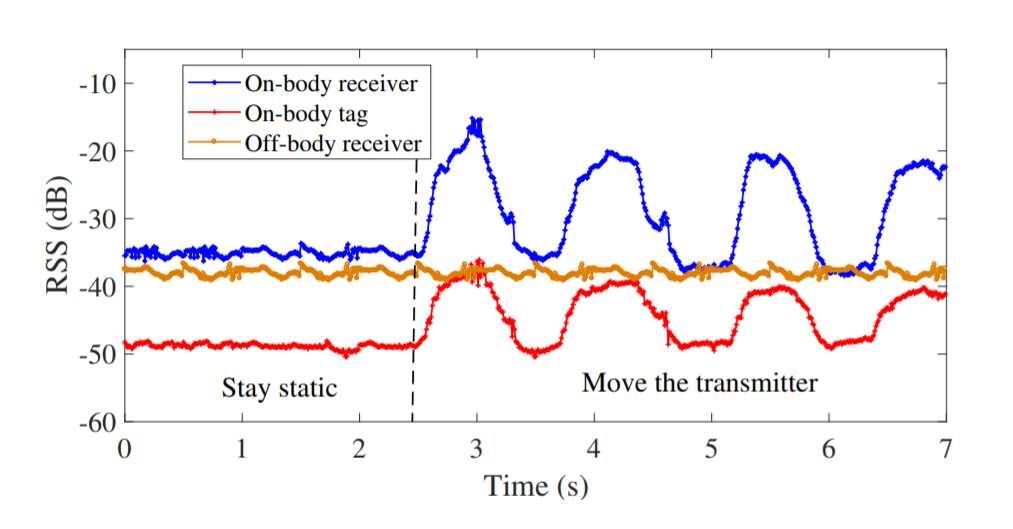 On-body receiver
On-body tag
Off-body receiver
RSS (dB)
-10
-20
-30
-40
-50
-60
Stay static
Move the transmitter
0 1 2 3 4 5 6 7
Time (s)